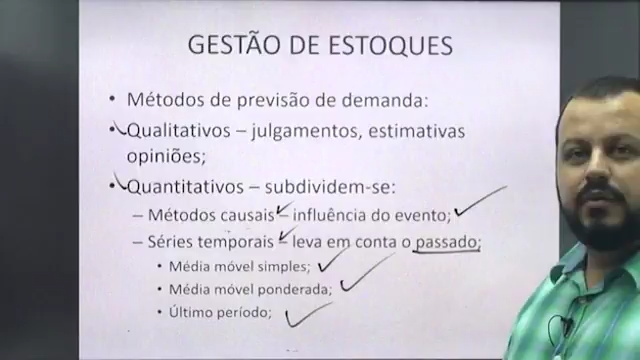 GESTÃO DE ESTOQUES
• Métodos de previsão de demanda:
• Qualitativos – julgamentos, estimativas
opiniões;
• Quantitativos – subdividem-se:
– Métodos causais – influência do evento;
– Séries temporais – leva em conta o passado;
• Média móvel simples;
• Média móvel ponderada;
• Último período;